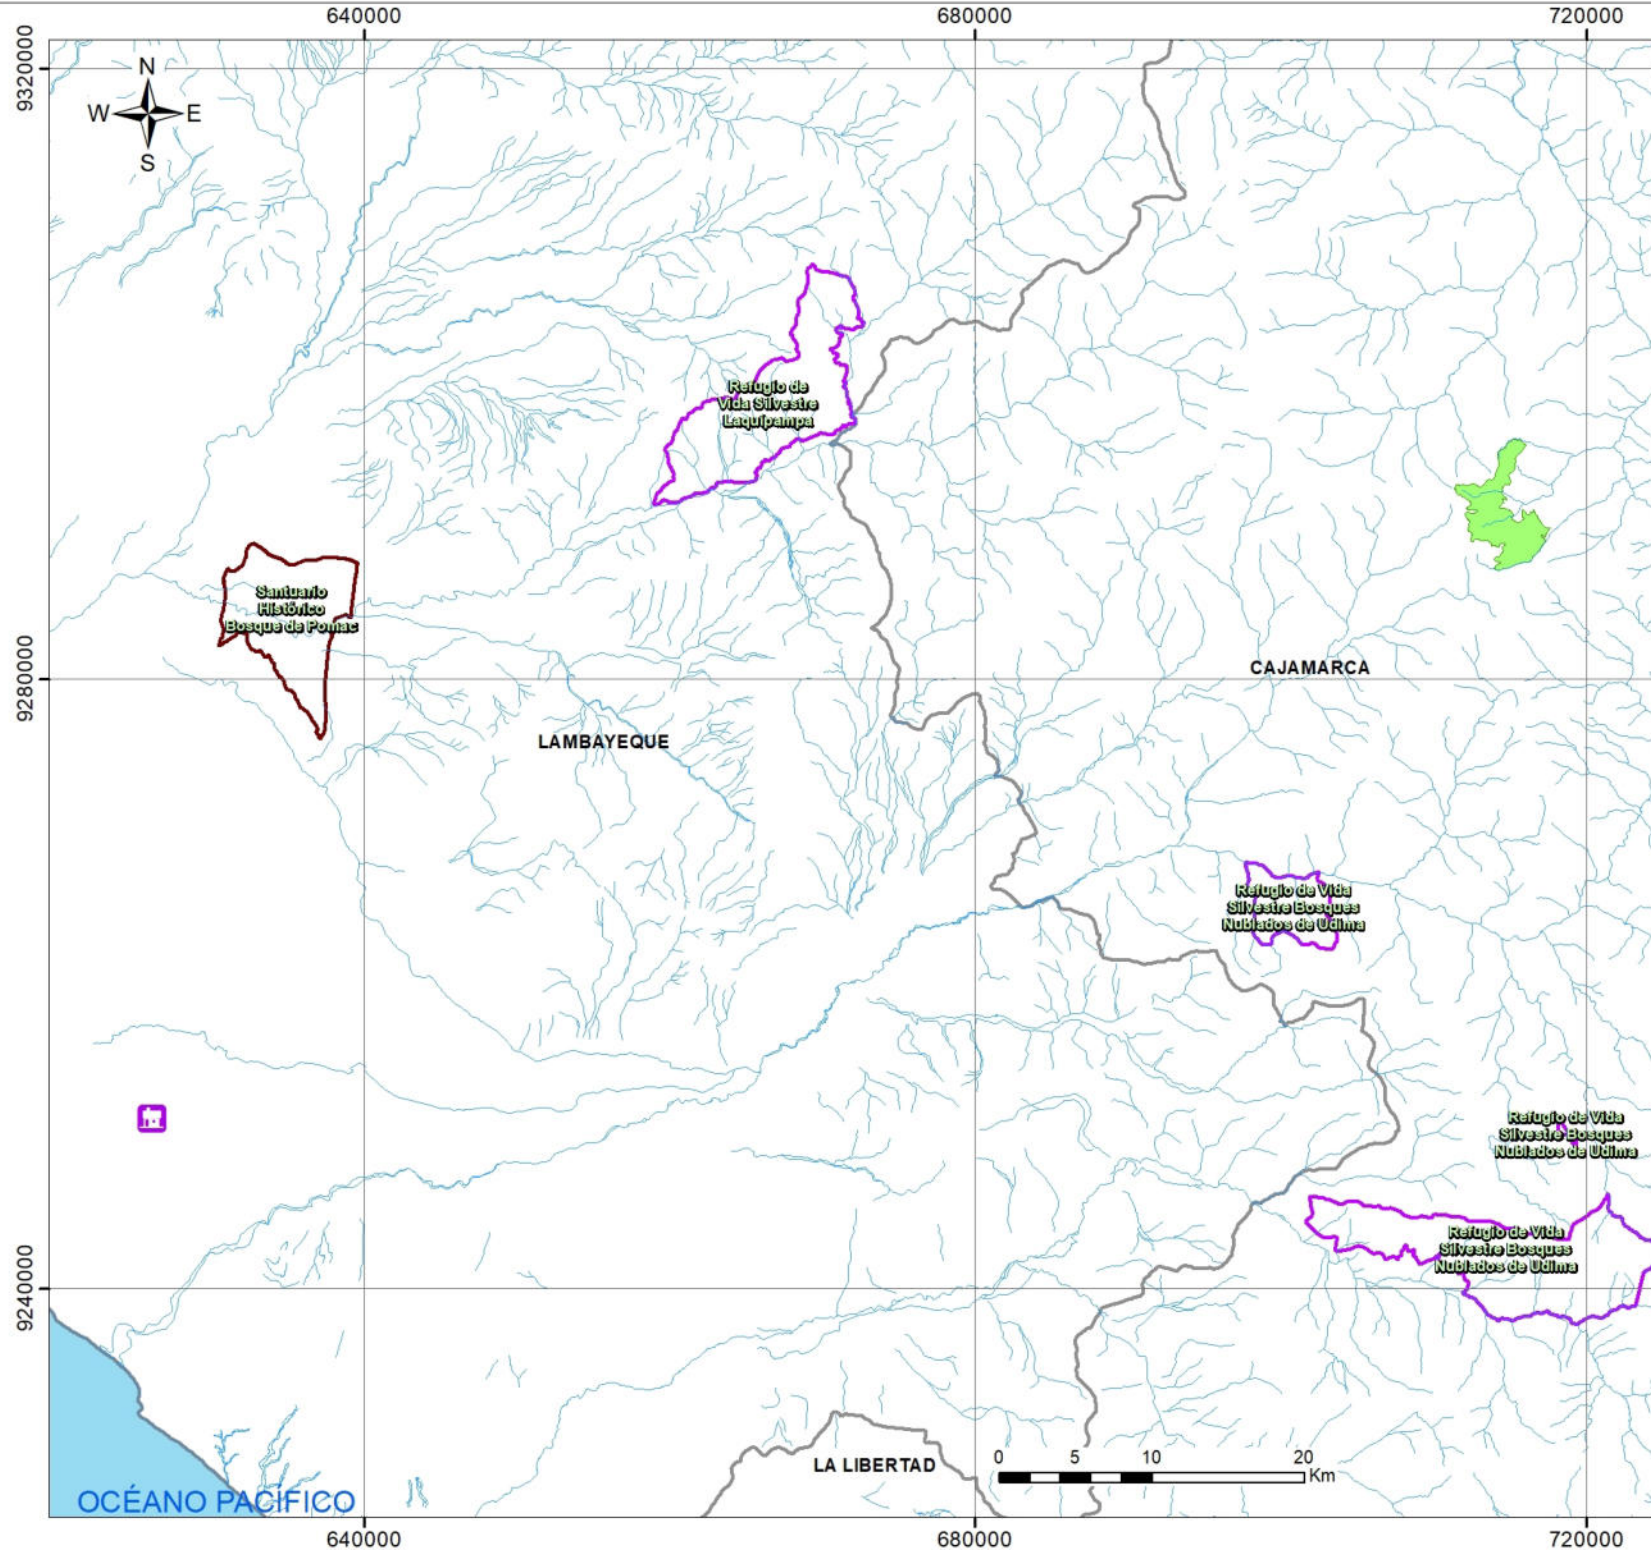 640000
680000
720000
9320000
N
W
E
S
Refugio de
Vida Silvestre
Laquipampa
Santuario
Histórico
Bosque de Pomac
CAJAMARCA
9280000
LAMBAYEQUE
Refugio de Vida
Silvestre Bosques
Nublados de Udima
Refugio de Vida
Silvestre Bosques
Nublados de Udima
Refugio de Vida
Silvestre Bosques
Nublados de Udima
9240000
0 5 10 20
Km
LA LIBERTAD
OCÉANO PACÍFICO
640000
680000
720000